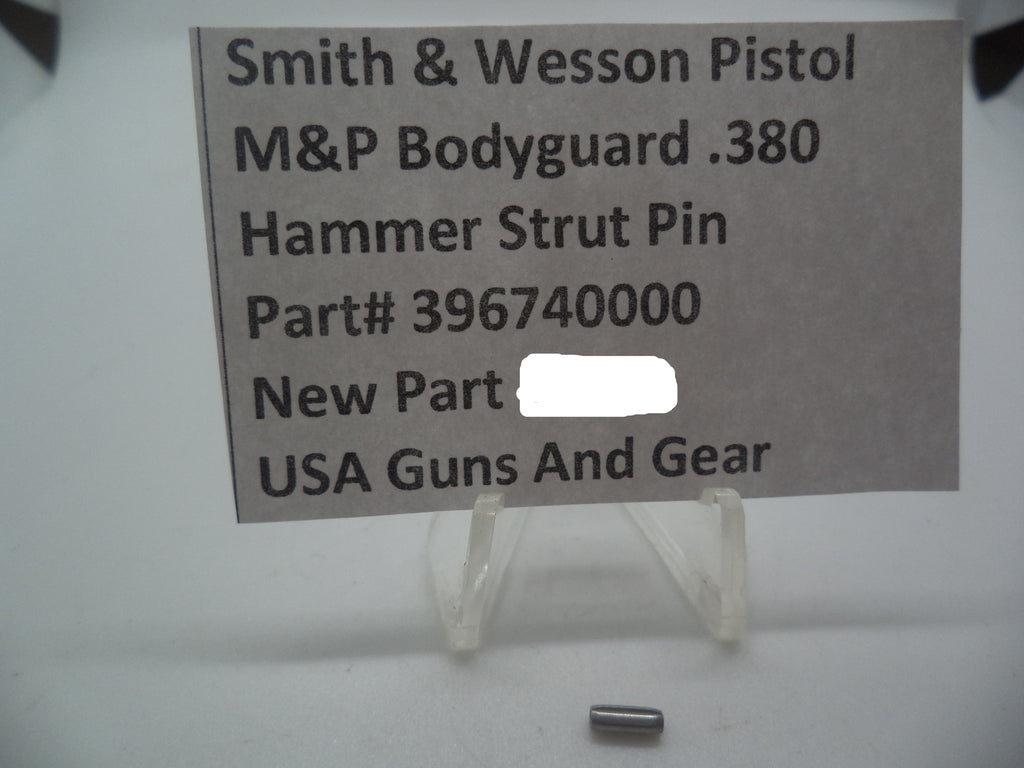 Smith & Wesson Pistol
M&P Bodyguard .380
Hammer Strut Pin
Part# 396740000
New Part
USA Guns And Gear